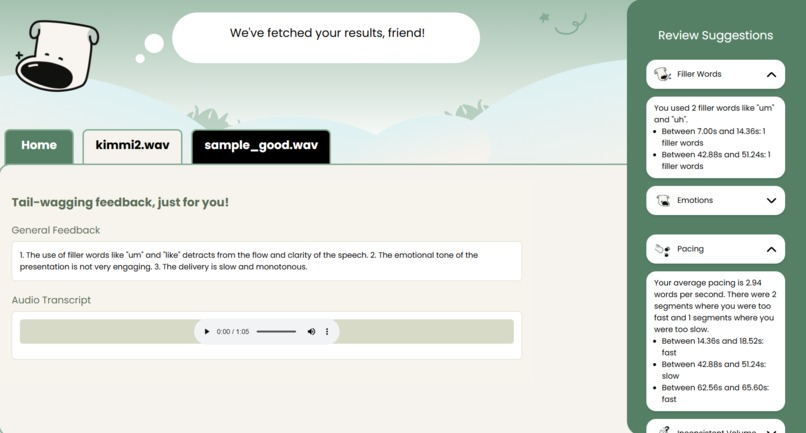 We've fetched your results, friend!
Home
kimmi2.wav
sample_good.wav
Tail-wagging feedback, just for you!
General Feedback
1. The use of filler words like "um" and "like" detracts from the flow and clarity of the speech. 2. The emotional tone of the
presentation is not very engaging. 3. The delivery is slow and monotonous.
Audio Transcript
0:00 / 1:05
Review Suggestions
Filler Words
You used 2 filler words like "um"
and "uh".
• Between 7.00s and 14.36s: 1
filler words
• Between 42.88s and 51.24s: 1
filler words
Emotions
Pacing
Your average pacing is 2.94
words per second. There were 2
segments where you were too
fast and 1 segments where you
were too slow.
• Between 14.36s and 18.52s:
fast
• Between 42.88s and 51.24s:
slow
• Between 62.56s and 65.60s:
fast
Inconsistent Volume